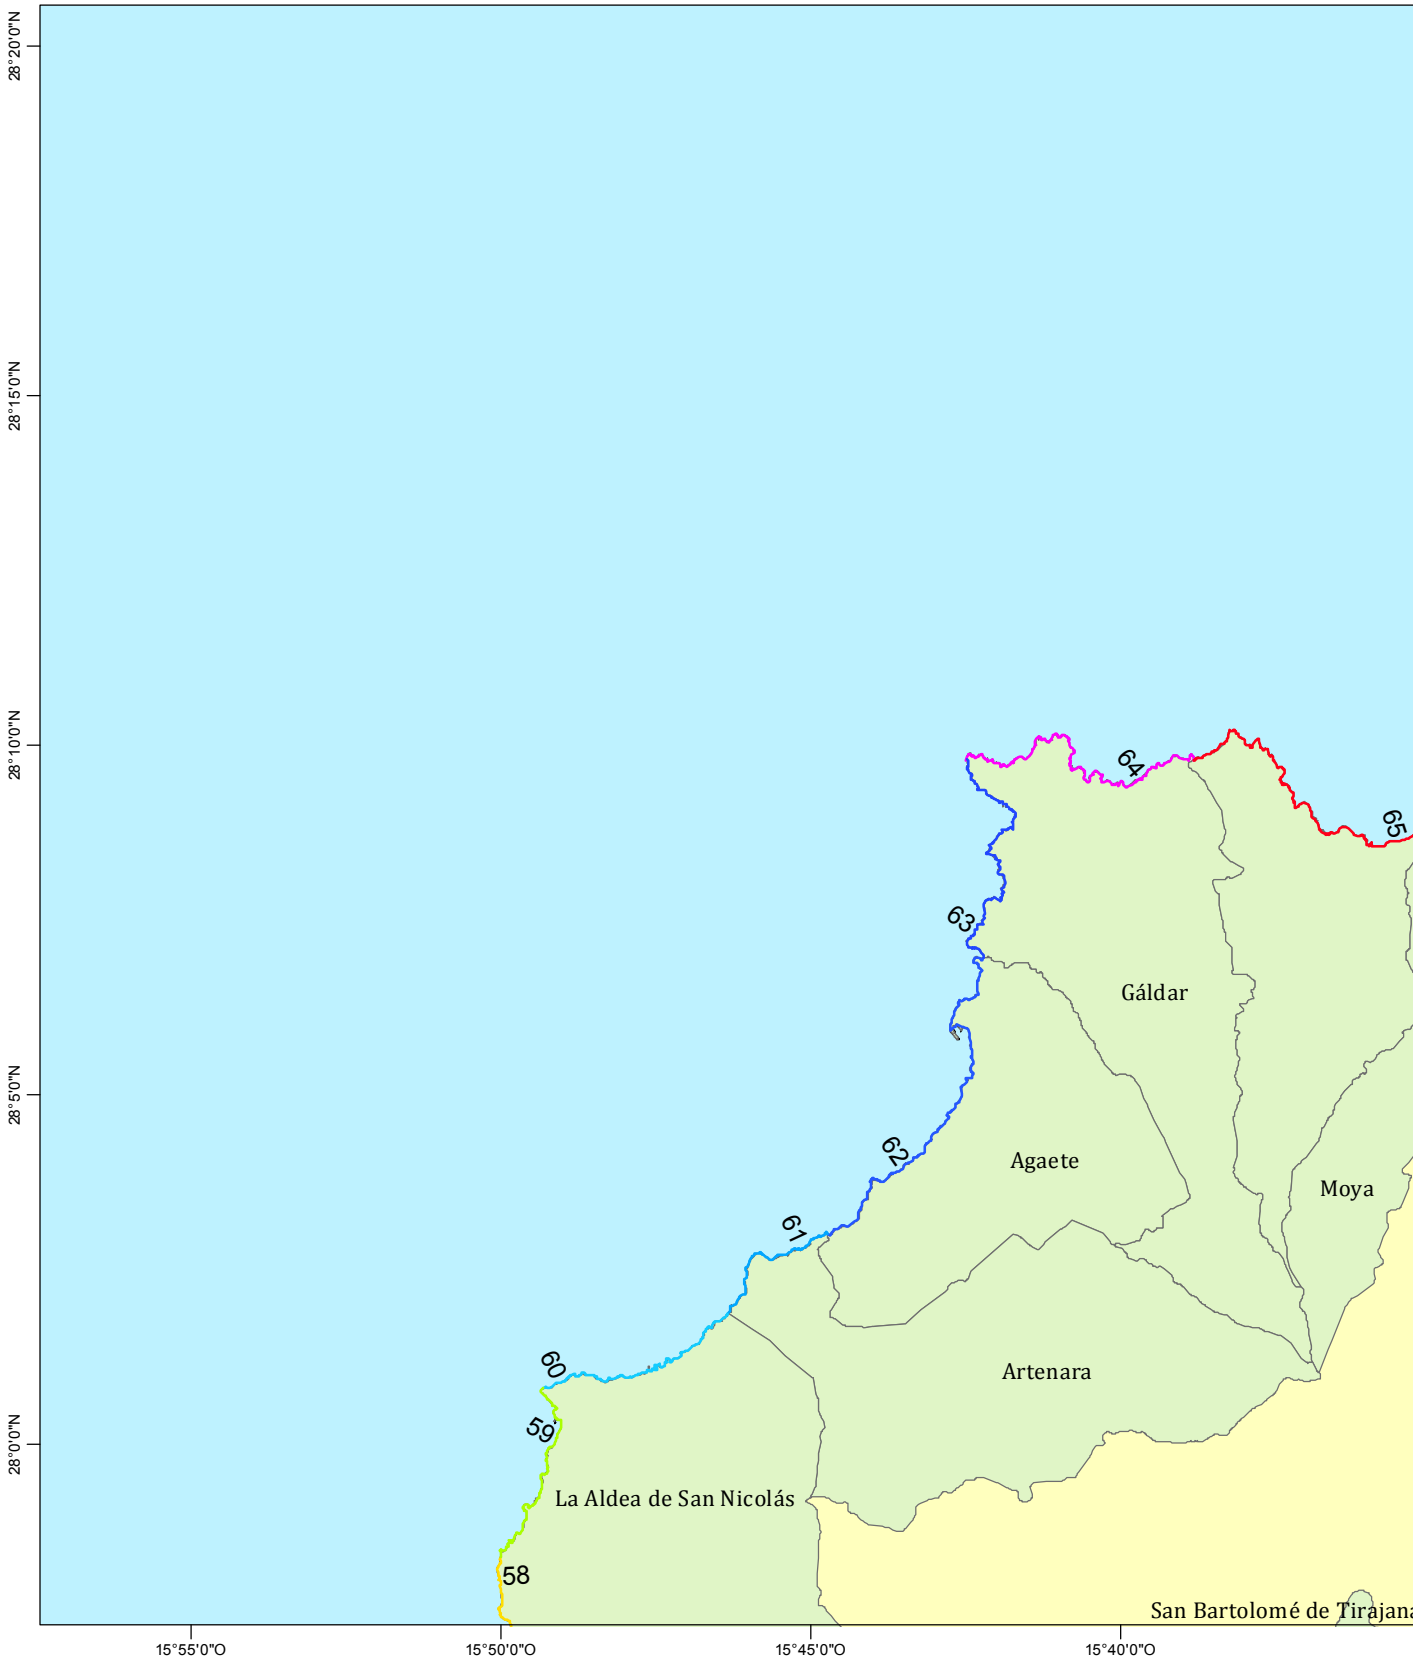 28°20'0"N
28°15'0"N
28°10'0"N
64
65
63
Gáldar
28°5'0"N
62
Agaete
Moya
61
60
Artenara
59
28°0'0"N
La Aldea de San Nicolás
58
San Bartolomé de Tirajana
15°55'0"O
15°50'0"O
15°45'0"O
15°40'0"O